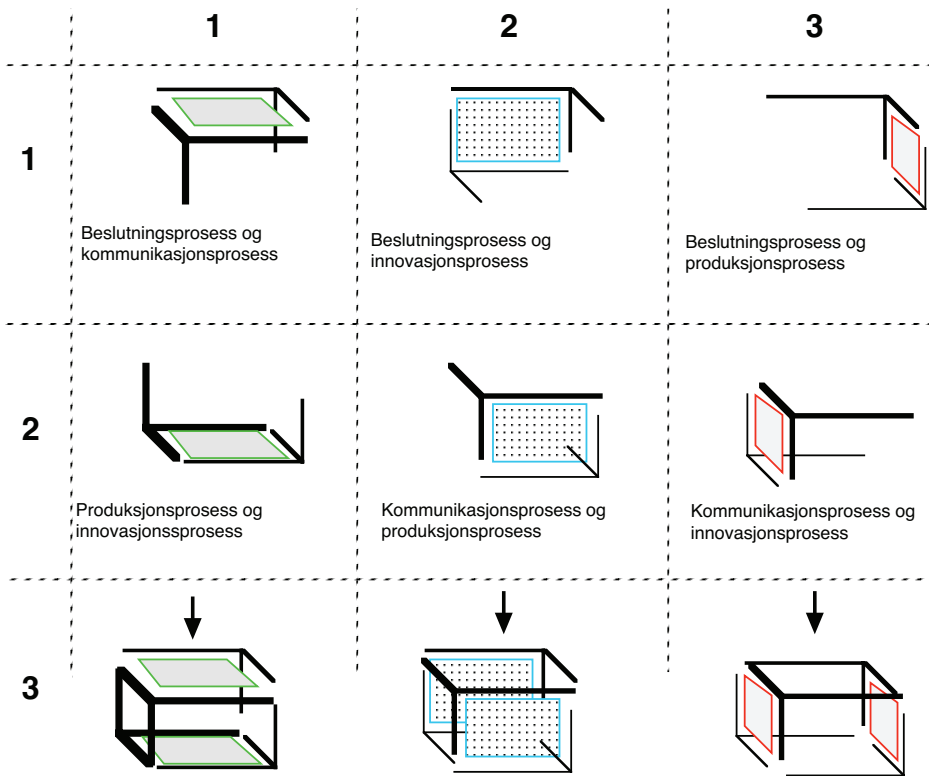 1
2
3
1
Beslutningsprosess og
kommunikasjonsprosess
Beslutningsprosess og
innovasjonsprosess
Beslutningsprosess og
produksjonsprosess
2
Produksjonsprosess og
innovasjonssprosess
Kommunikasjonsprosess og
produksjonsprosess
Kommunikasjonsprosess og
innovasjonsprosess
3